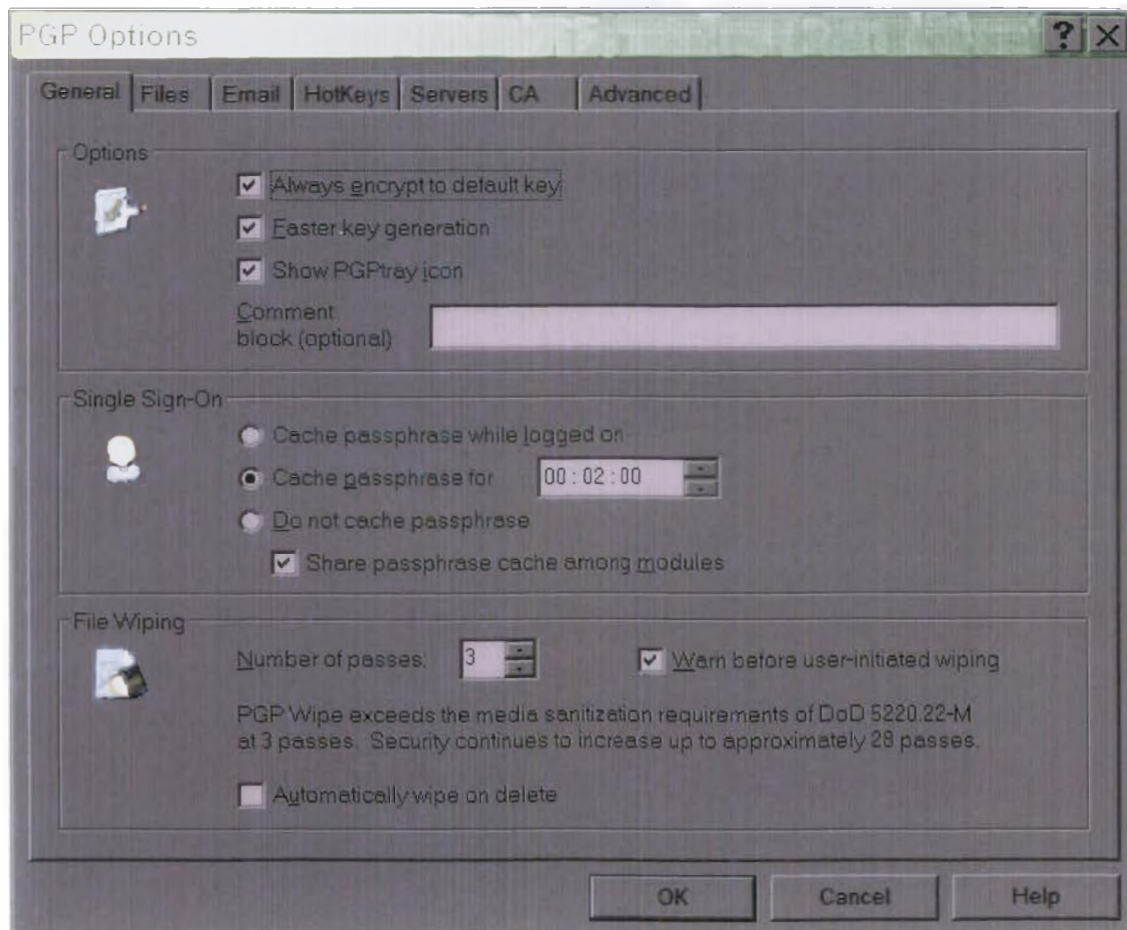 PGP Options
General Files Email HotKeys Servers CA Advanced
Options
Always encrypt to default key
Faster key generation
Show PGPtray icon
Comment
block (optional)
Single Sign-On
Cache passphrase while logged on
Cache passphrase for 00 : 02 : 00
Do not cache passphrase
Share passphrase cache among modules
File Wiping
Number of passes: 3 Warn before user-initiated wiping
PGP Wipe exceeds the media sanitization requirements of DoD 5220.22-M
at 3 passes. Security continues to increase up to approximately 28 passes.
Automatically wipe on delete
OK Cancel Help